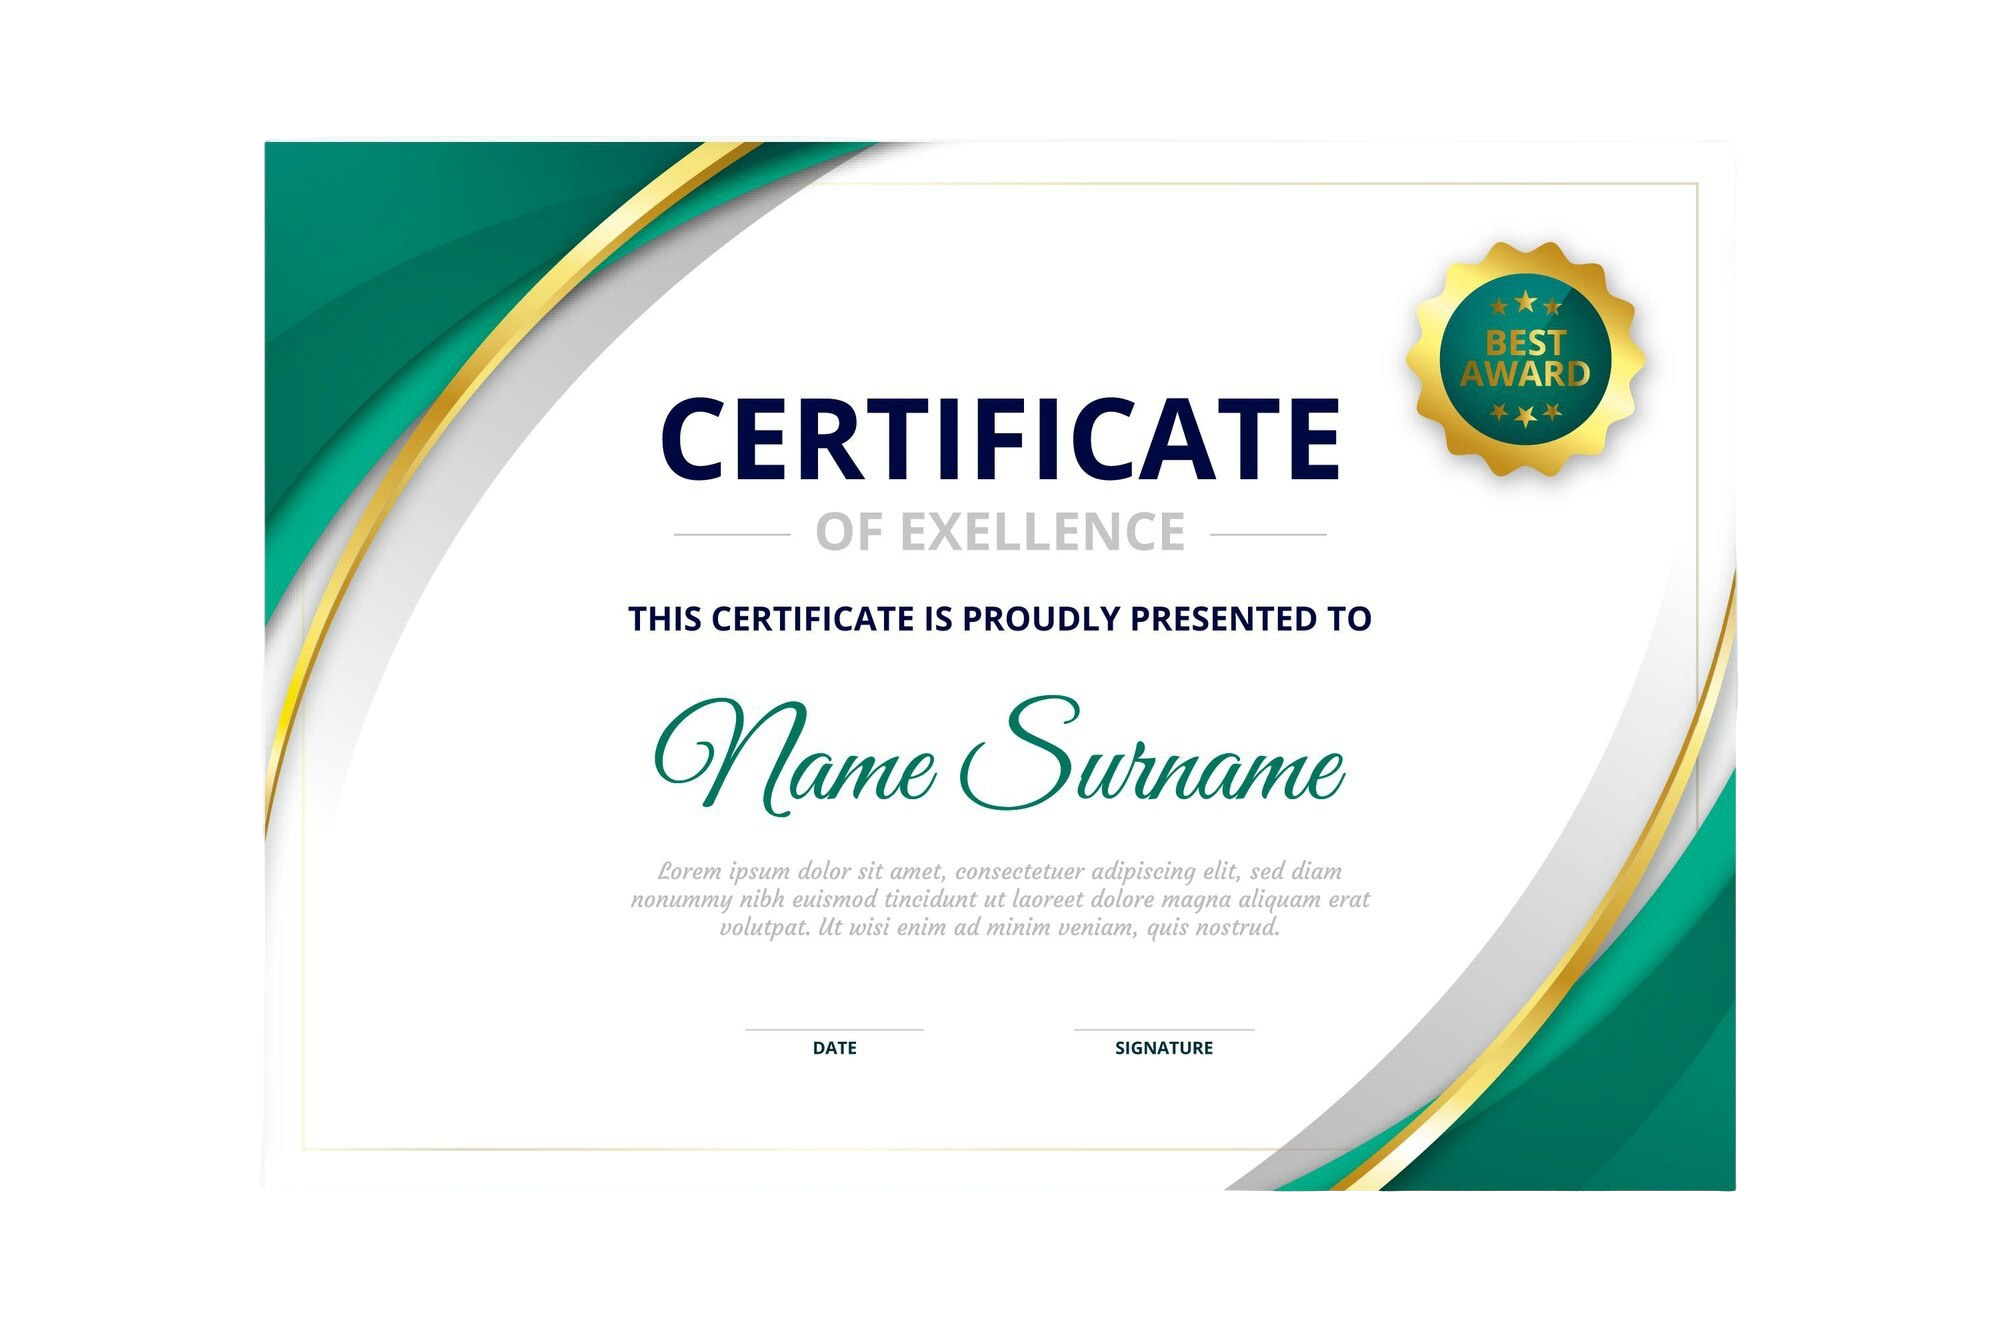 BEST
AWARD
CERTIFICATE
OF EXELLENCE
THIS CERTIFICATE IS PROUDLY PRESENTED TO
Name Surname
Lorem ipsum dolor sit amet, consectetuer adipiscing elit, sed diam
nonummy nibh euismod tincidunt ut laoreet dolore magna aliquam erat
volutpat. Ut wisi enim ad minim veniam, quis nostrud.
DATE
SIGNATURE